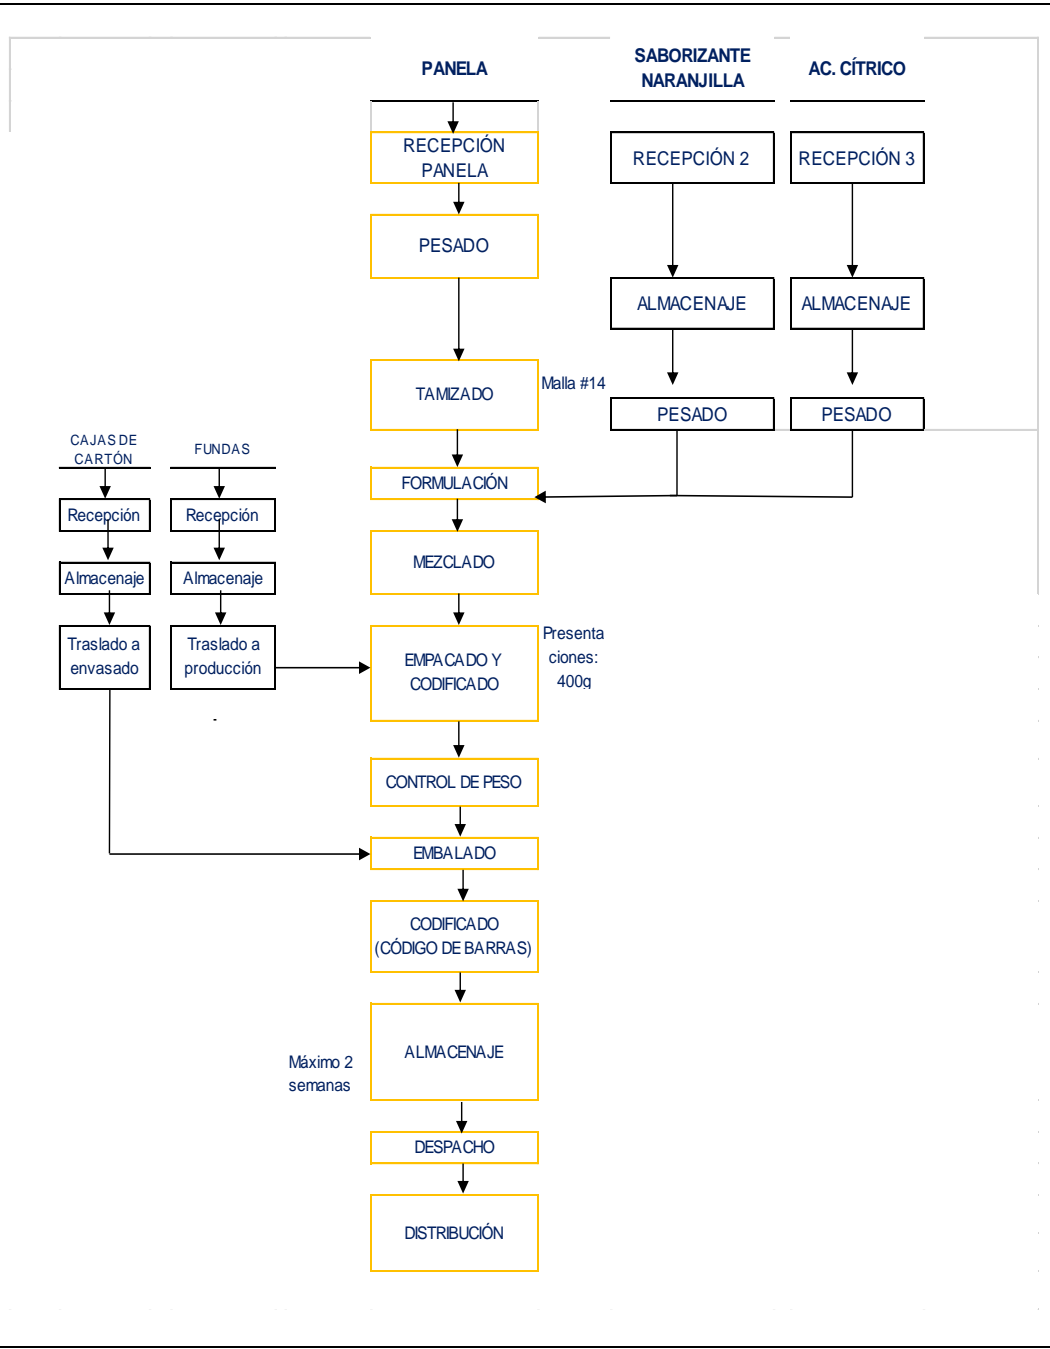 PANELA
SABORIZANTE
NARANJILLA
AC. CÍTRICO
RECEPCIÓN
PANELA
RECEPCIÓN 2
RECEPCIÓN 3
PESADO
ALMACENAJE
ALMACENAJE
TAMIZADO
Malla #14
PESADO
PESADO
CAJAS DE
CARTÓN
FUNDAS
FORMULACIÓN
Recepción
Recepción
MEZCLADO
Almacenaje
Almacenaje
Traslado a
envasado
Traslado a
producción
EMPACADO Y
CODIFICADO
Presenta
ciones:
400g
-
CONTROL DE PESO
EMBALADO
CODIFICADO
(CÓDIGO DE BARRAS)
ALMACENAJE
Máximo 2
semanas
DESPACHO
DISTRIBUCIÓN